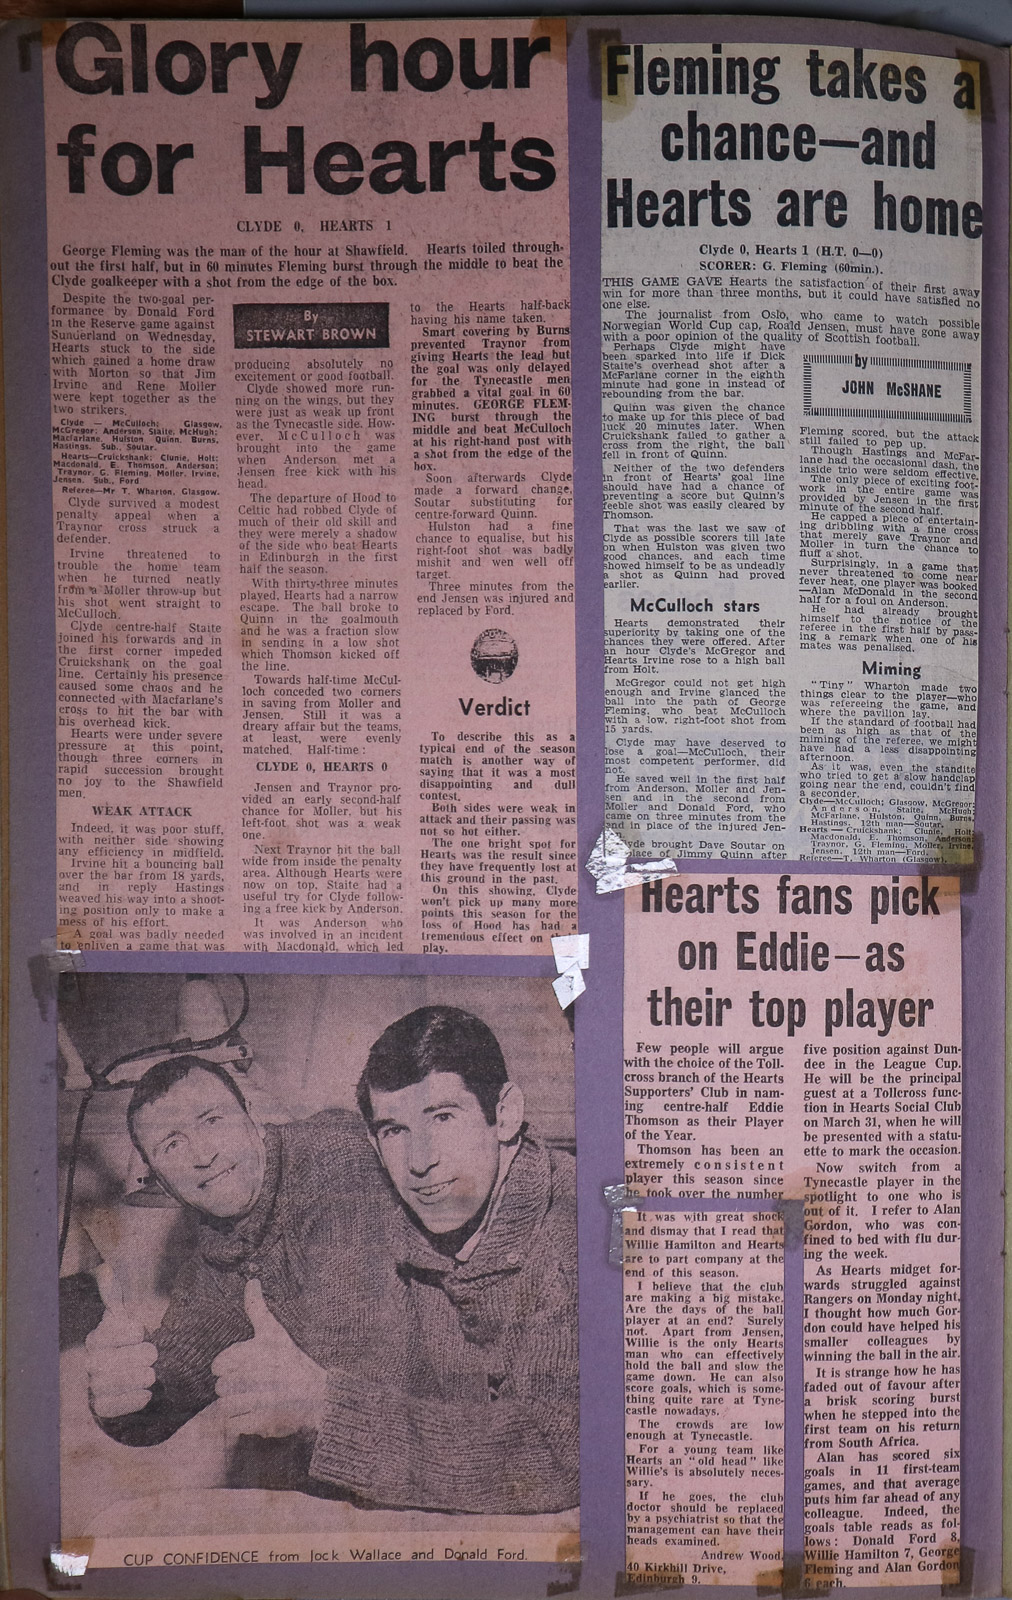 Glory hour
for Hearts
CLYDE 0, HEARTS 1
George Fleming was the man of the hour at Shawfield. Hearts toiled through-
out the first half, but in 60 minutes Fleming burst through the middle to beat the
Clyde goalkeeper with a shot from the edge of the box.
Despite the two-goal per-
formance by Donald Ford
in the Reserve game against
Sunderland on Wednesday,
Hearts stuck to the side
which gained a home draw
with Morton so that Jim
Irvine and Rene Moller
were kept together as the
two strikers.
Clyde — McCulloch; Glasgow,
McGregor; Anderson, Staite, McHugh;
Macfarlane, Hulston, Quinn, Burns,
Hastings. Sub., Soutar.
Hearts—Cruickshank; Clunie, Holt;
Macdonald, E. Thomson, Anderson;
Traynor, G. Fleming, Moller, Irvine,
Jensen. Sub., Ford
Referee—Mr T. Wharton, Glasgow.
Clyde survived a modest
penalty appeal when a
Traynor cross struck a
defender.
Irvine threatened to
trouble the home team
when he turned neatly
from a Moller throw-up but
his shot went straight to
McCulloch.
Clyde centre-half Staite
joined his forwards and in
the first corner impeded
Cruickshank on the goal
line. Certainly his presence
caused some chaos and he
connected with Macfarlane's
cross to hit the bar with
his overhead kick.
Hearts were under severe
pressure at this point,
though three corners in
rapid succession brought
no joy to the Shawfield
men.
WEAK ATTACK
Indeed, it was poor stuff,
with neither side showing
any efficiency in midfield.
Irvine hit a bouncing ball
over the bar from 18 yards,
and in reply Hastings
weaved his way into a shoot-
ing position only to make a
mess of his effort.
A goal was badly needed
to enliven a game that was
By
STEWART BROWN
producing absolutely no
excitement or good football.
Clyde showed more run-
ning on the wings, but they
were just as weak up front
as the Tynecastle side. How-
ever, McCulloch was
brought into the game
when Anderson met a
Jensen free kick with his
head.
The departure of Hood to
Celtic had robbed Clyde of
much of their old skill and
they were merely a shadow
of the side who beat Hearts
in Edinburgh in the first
half the season.
With thirty-three minutes
played, Hearts had a narrow
escape. The ball broke to
Quinn in the goalmouth
and he was a fraction slow
in sending in a low shot
which Thomson kicked off
the line.
Towards half-time McCul-
loch conceded two corners
in saving from Moller and
Jensen. Still it was a
dreary affair but the teams,
at least, were evenly
matched. Half-time:
CLYDE 0, HEARTS 0
Jensen and Traynor pro-
vided an early second-half
chance for Moller, but his
left-foot shot was a weak
one.
Next Traynor hit the ball
wide from inside the penalty
area. Although Hearts were
now on top, Staite had a
useful try for Clyde follow-
ing a free kick by Anderson.
It was Anderson who
was involved in an incident
with Macdonald, which led
to the Hearts half-back
having his name taken.
Smart covering by Burns
prevented Traynor from
giving Hearts the lead but
the goal was only delayed
for the Tynecastle men
grabbed a vital goal in 60
minutes. GEORGE FLEM-
ING burst through the
middle and beat McCulloch
at his right-hand post with
a shot from the edge of the
box.
Soon afterwards Clyde
made a forward change,
Soutar substituting for
centre-forward Quinn.
Hulston had a fine
chance to equalise, but his
right-foot shot was badly
mishit and wen well off
target.
Three minutes from the
end Jensen was injured and
replaced by Ford.
Verdict
To describe this as a
typical end of the season
match is another way of
saying that it was a most
disappointing and dull
contest.
Both sides were weak in
attack and their passing was
not so hot either.
The one bright spot for
Hearts was the result since
they have frequently lost at
this ground in the past.
On this showing, Clyde
won't pick up many more
points this season for the
loss of Hood has had a
tremendous effect on their
play.
Fleming takes a
chance—and
Hearts are home
Clyde 0, Hearts 1 (H.T. 0—0)
SCORER: G. Fleming (60min.).
THIS GAME GAVE Hearts the satisfaction of their first away
win for more than three months, but it could have satisfied no
one else.
The journalist from Oslo, who came to watch possible
Norwegian World Cup cap, Roald Jensen, must have gone away
with a poor opinion of the quality of Scottish football.
Perhaps Clyde might have
been sparked into life if Dick
Staite's overhead shot after a
McFarlane corner in the eighth
minute had gone in instead of
rebounding from the bar.
Quinn was given the chance
to make up for this piece of bad
luck 20 minutes later. When
Cruickshank failed to gather a
cross from the right, the ball
fell in front of Quinn.
Neither of the two defenders
in front of Hearts' goal line
should have had a chance of
preventing a score but Quinn's
feeble shot was easily cleared by
Thomson.
That was the last we saw of
Clyde as possible scorers till late
on when Hulston was given two
good chances, and each time
showed himself to be as undeadly
a shot as Quinn had proved
earlier.
McCulloch stars
Hearts demonstrated their
superiority by taking one of the
chances they were offered. After
an hour Clyde's McGregor and
Hearts Irvine rose to a high ball
from Holt.
McGregor could not get high
enough and Irvine glanced the
ball into the path of George
Fleming, who beat McCulloch
with a low, right-foot shot from
15 yards.
Clyde may have deserved to
lose a goal—McCulloch, their
most competent performer, did
not.
He saved well in the first half
from Anderson, Moller and Jen-
sen and in the second from
Moller and Donald Ford, who
came on three minutes from the
end in place of the injured Jen-
Clyde brought Dave Soutar on
place of Jimmy Quinn after
by
JOHN McSHANE
Fleming scored, but the attack
still failed to pep up.
Though Hastings and McFar-
lane had the occasional dash, the
inside trio were seldom effective.
The only piece of exciting foot-
work in the entire game was
provided by Jensen in the first
minute of the second half.
He capped a piece of entertain-
ing dribbling with a fine cross
that merely gave Traynor and
Moller in turn the chance to
fluff a shot.
Surprisingly, in a game that
never threatened to come near
fever heat, one player was booked
—Alan McDonald in the second
half for a foul on Anderson.
He had already brought
himself to the notice of the
referee in the first half by pass-
ing a remark when one of his
mates was penalised.
Miming
"Tiny" Wharton made two
things clear to the player—who
was refereeing the game, and
where the pavilion lay.
If the standard of football had
been as high as that of the
miming of the referee, we might
have had a less disappointing
afternoon.
As it was, even the standite
who tried to get a slow handclap
going near the end, couldn't find
a seconder.
Clyde—McCulloch; Glasgow, McGregor;
Anderson, Staite, McHugh;
McFarlane, Hulston, Quinn, Burns,
Hastings. 12th man—Soutar.
Hearts — Cruickshank; Clunie, Holt;
Macdonald, E. Thomson, Anderson;
Traynor, G. Fleming, Moller, Irvine,
Jensen. 12th man—Ford.
Referee—T. Wharton (Glasgow).
Hearts fans pick
on Eddie—as
their top player
Few people will argue
with the choice of the Toll-
cross branch of the Hearts
Supporters' Club in nam-
ing centre-half Eddie
Thomson as their Player
of the Year.
Thomson has been an
extremely consistent
player this season since
he took over the number
five position against Dun-
dee in the League Cup.
He will be the principal
guest at a Tollcross func-
tion in Hearts Social Club
on March 31, when he will
be presented with a statu-
ette to mark the occasion.
Now switch from a
Tynecastle player in the
spotlight to one who is
out of it. I refer to Alan
Gordon, who was con-
fined to bed with flu dur-
ing the week.
As Hearts midget for-
wards struggled against
Rangers on Monday night,
I thought how much Gor-
don could have helped his
smaller colleagues by
winning the ball in the air.
It is strange how he has
faded out of favour after
a brisk scoring burst
when he stepped into the
first team on his return
from South Africa.
Alan has scored six
goals in 11 first-team
games, and that average
puts him far ahead of any
colleague. Indeed, the
goals table reads as fol-
lows: Donald Ford 8,
Willie Hamilton 7, George
Fleming and Alan Gordon
6 each.
It was with great shock
and dismay that I read that
Willie Hamilton and Hearts
are to part company at the
end of this season.
I believe that the club
are making a big mistake.
Are the days of the ball
player at an end? Surely
not. Apart from Jensen,
Willie is the only Hearts
man who can effectively
hold the ball and slow the
game down. He can also
score goals, which is some-
thing quite rare at Tyne-
castle nowadays.
The crowds are low
enough at Tynecastle.
For a young team like
Hearts an "old head" like
Willie's is absolutely neces-
sary.
If he goes, the club
doctor should be replaced
by a psychiatrist so that the
management can have their
heads examined.
Andrew Wood,
40 Kirkhill Drive,
Edinburgh 9.
CUP CONFIDENCE from Jock Wallace and Donald Ford.